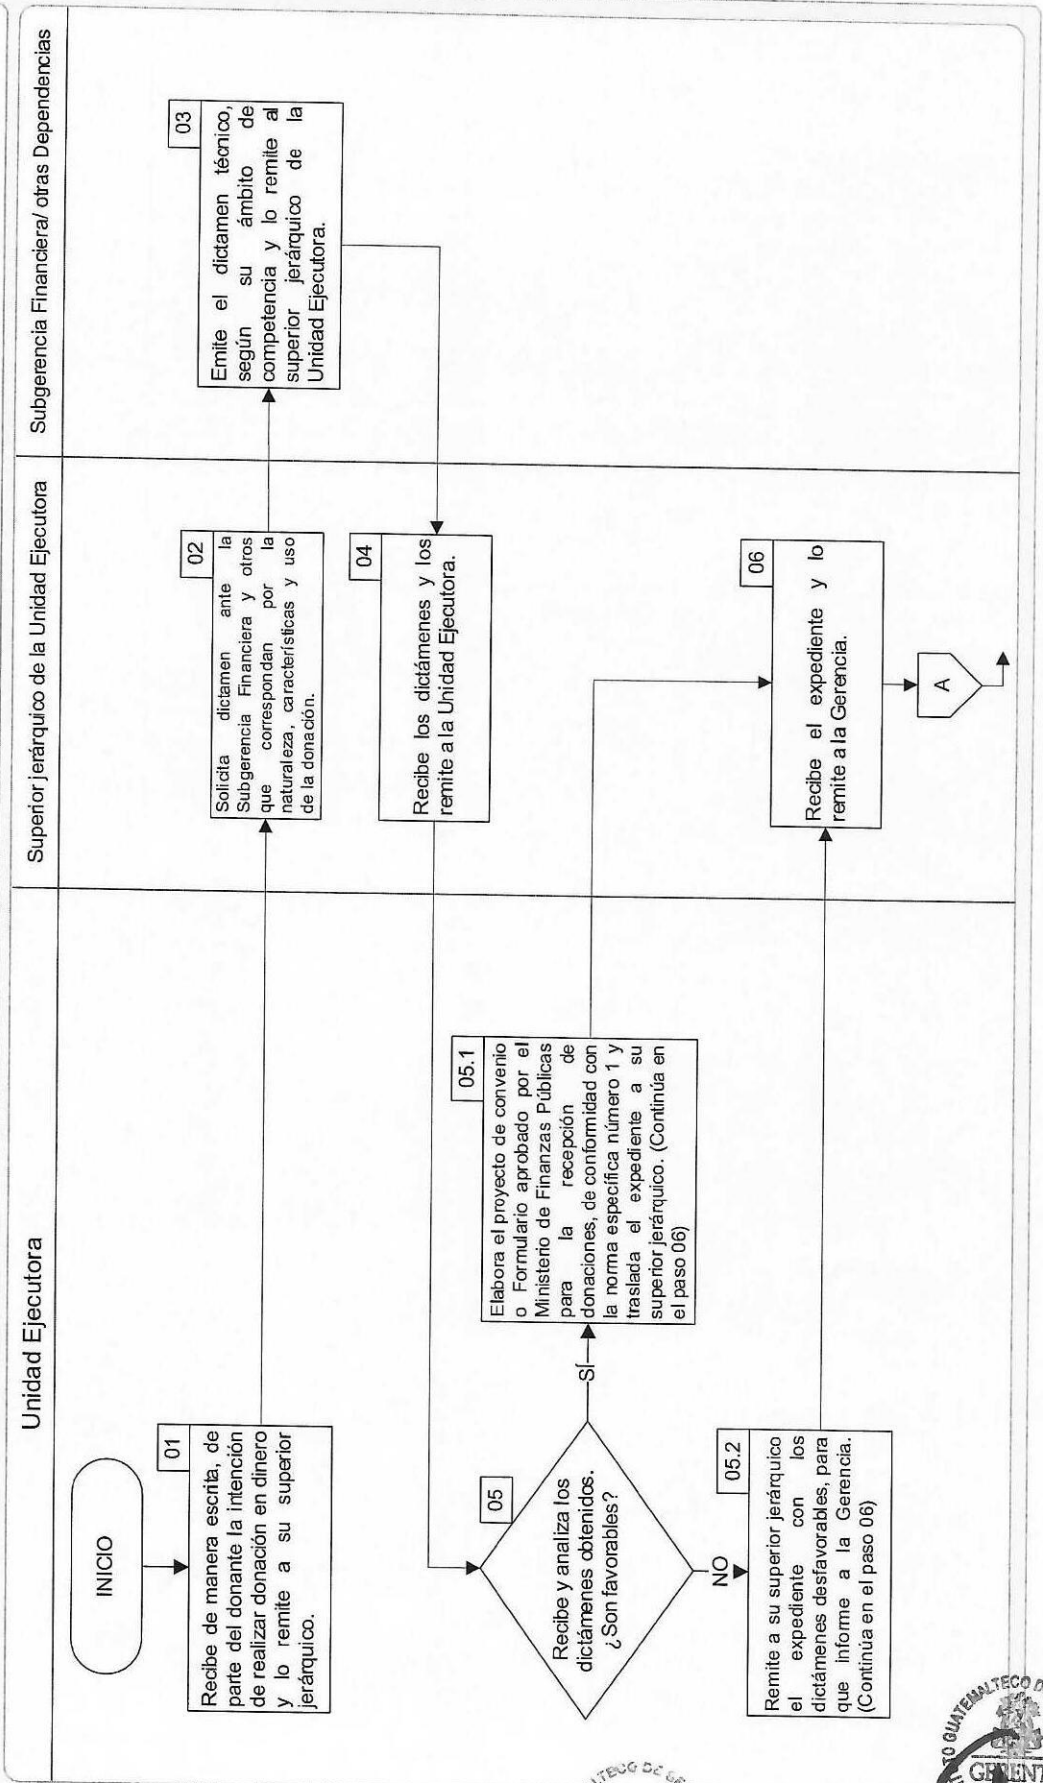 Unidad Ejecutora
Superior jerárquico de la Unidad Ejecutora
Subgerencia Financiera/ otras Dependencias
INICIO
01
Recibe de manera escrita, de
parte del donante la intención
de realizar donación en dinero
y lo remite a su superior
jerárquico.
02
Solicita dictamen ante la
Subgerencia Financiera y otros
que correspondan por la
naturaleza, características y uso
de la donación.
03
Emite el dictamen técnico,
según su ámbito de
competencia y lo remite al
superior jerárquico de la
Unidad Ejecutora.
04
Recibe los dictámenes y los
remite a la Unidad Ejecutora.
05
Recibe y analiza los
dictámenes obtenidos.
¿Son favorables?
SÍ
05.1
Elabora el proyecto de convenio
o Formulario aprobado por el
Ministerio de Finanzas Públicas
para la recepción de
donaciones, de conformidad con
la norma específica número 1 y
traslada el expediente a su
superior jerárquico. (Continúa en
el paso 06)
NO
05.2
Remite a su superior jerárquico
el expediente con los
dictámenes desfavorables, para
que informe a la Gerencia.
(Continúa en el paso 06)
06
Recibe el expediente y lo
remite a la Gerencia.
A